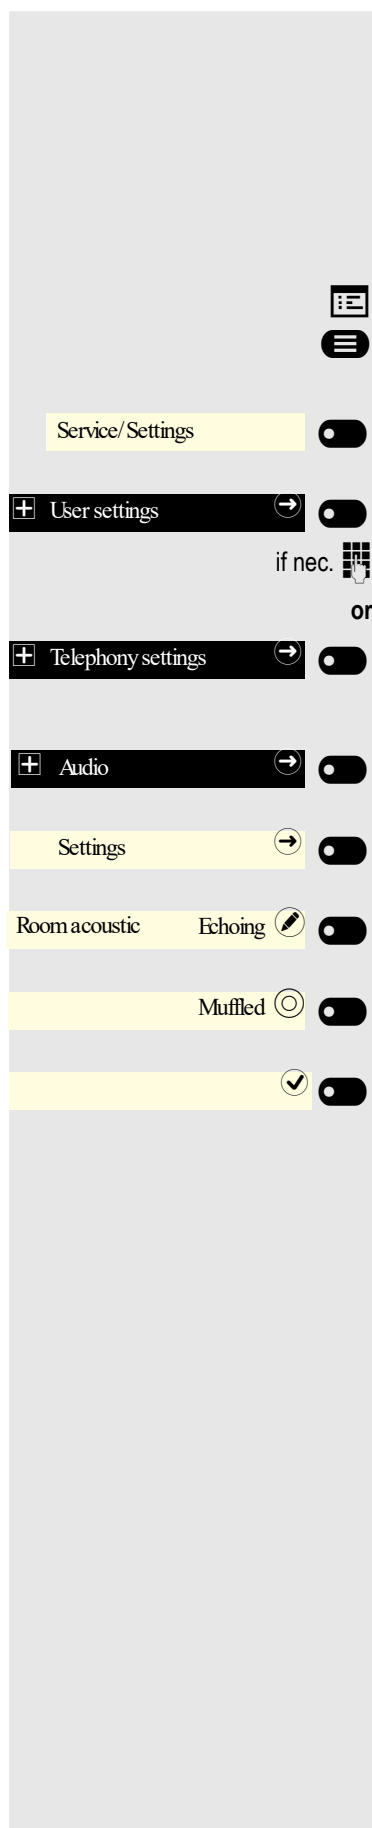 Service/Settings
User settings
if nec.
or
Telephony settings
Audio
Settings
Room acoustic Echoing
Muffled